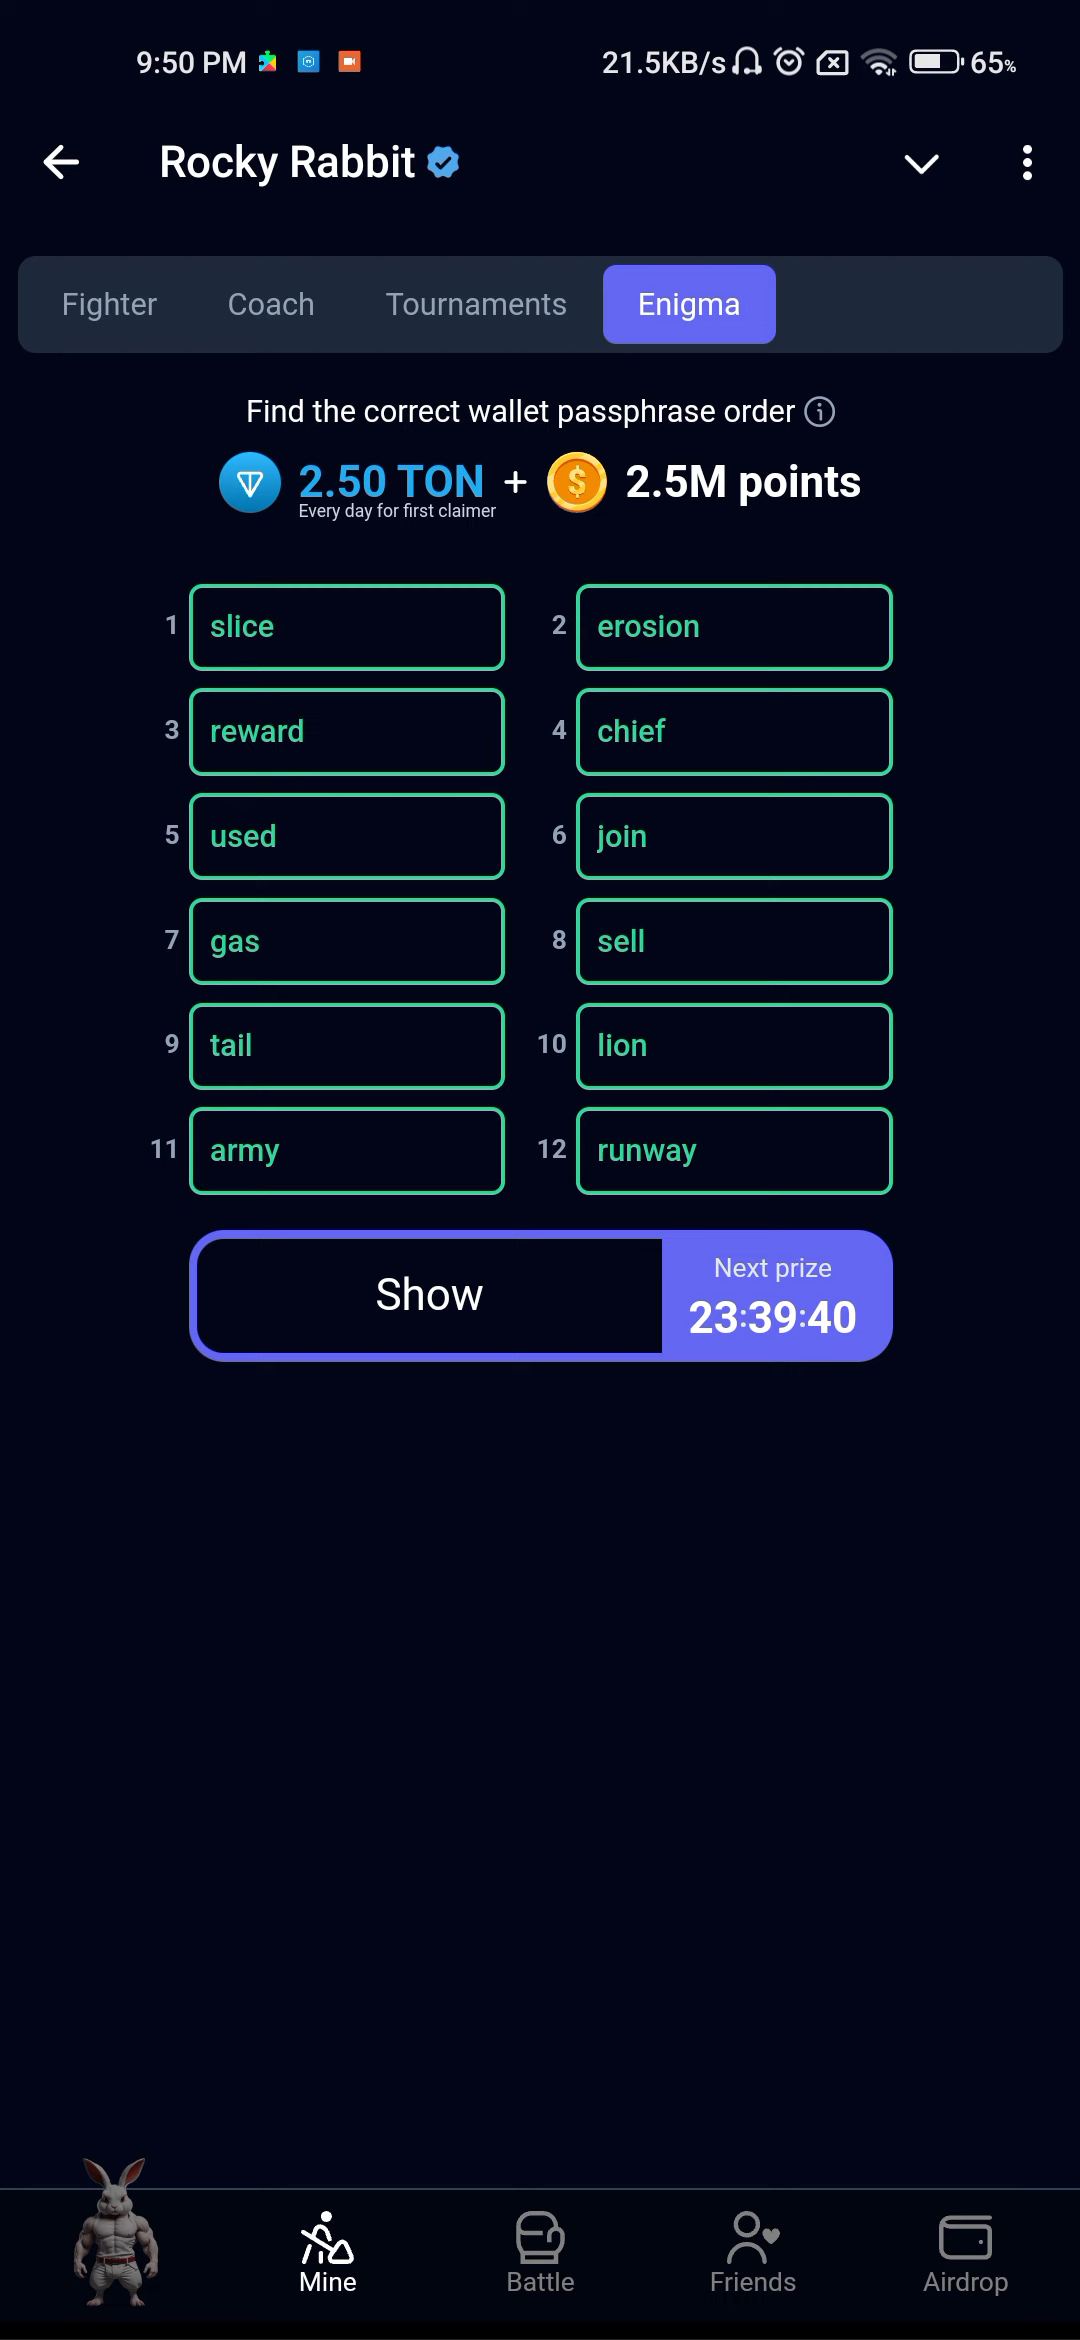 9:50 PM 21.5KB/s 65%
Rocky Rabbit
Fighter Coach Tournaments Enigma
Find the correct wallet passphrase order
2.50 TON + 2.5M points
Every day for first claimer
1 slice 2 erosion
3 reward 4 chief
5 used 6 join
7 gas 8 sell
9 tail 10 lion
11 army 12 runway
Show Next prize
23:39:40
Mine Battle Friends Airdrop